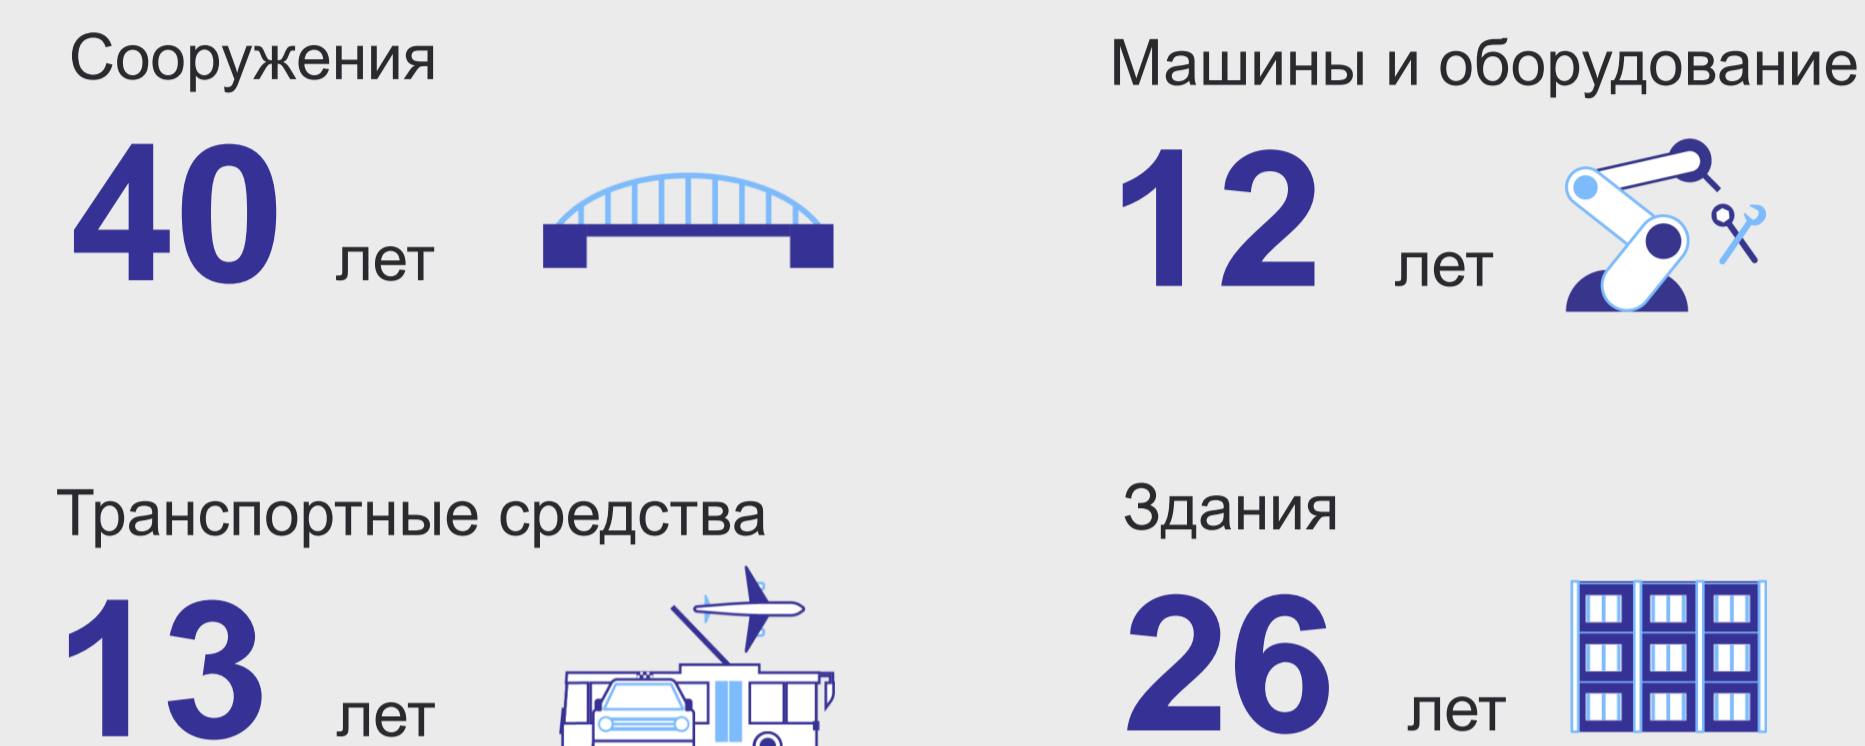 Сооружения
40 лет
Машины и оборудование
12 лет
Транспортные средства
13 лет
Здания
26 лет